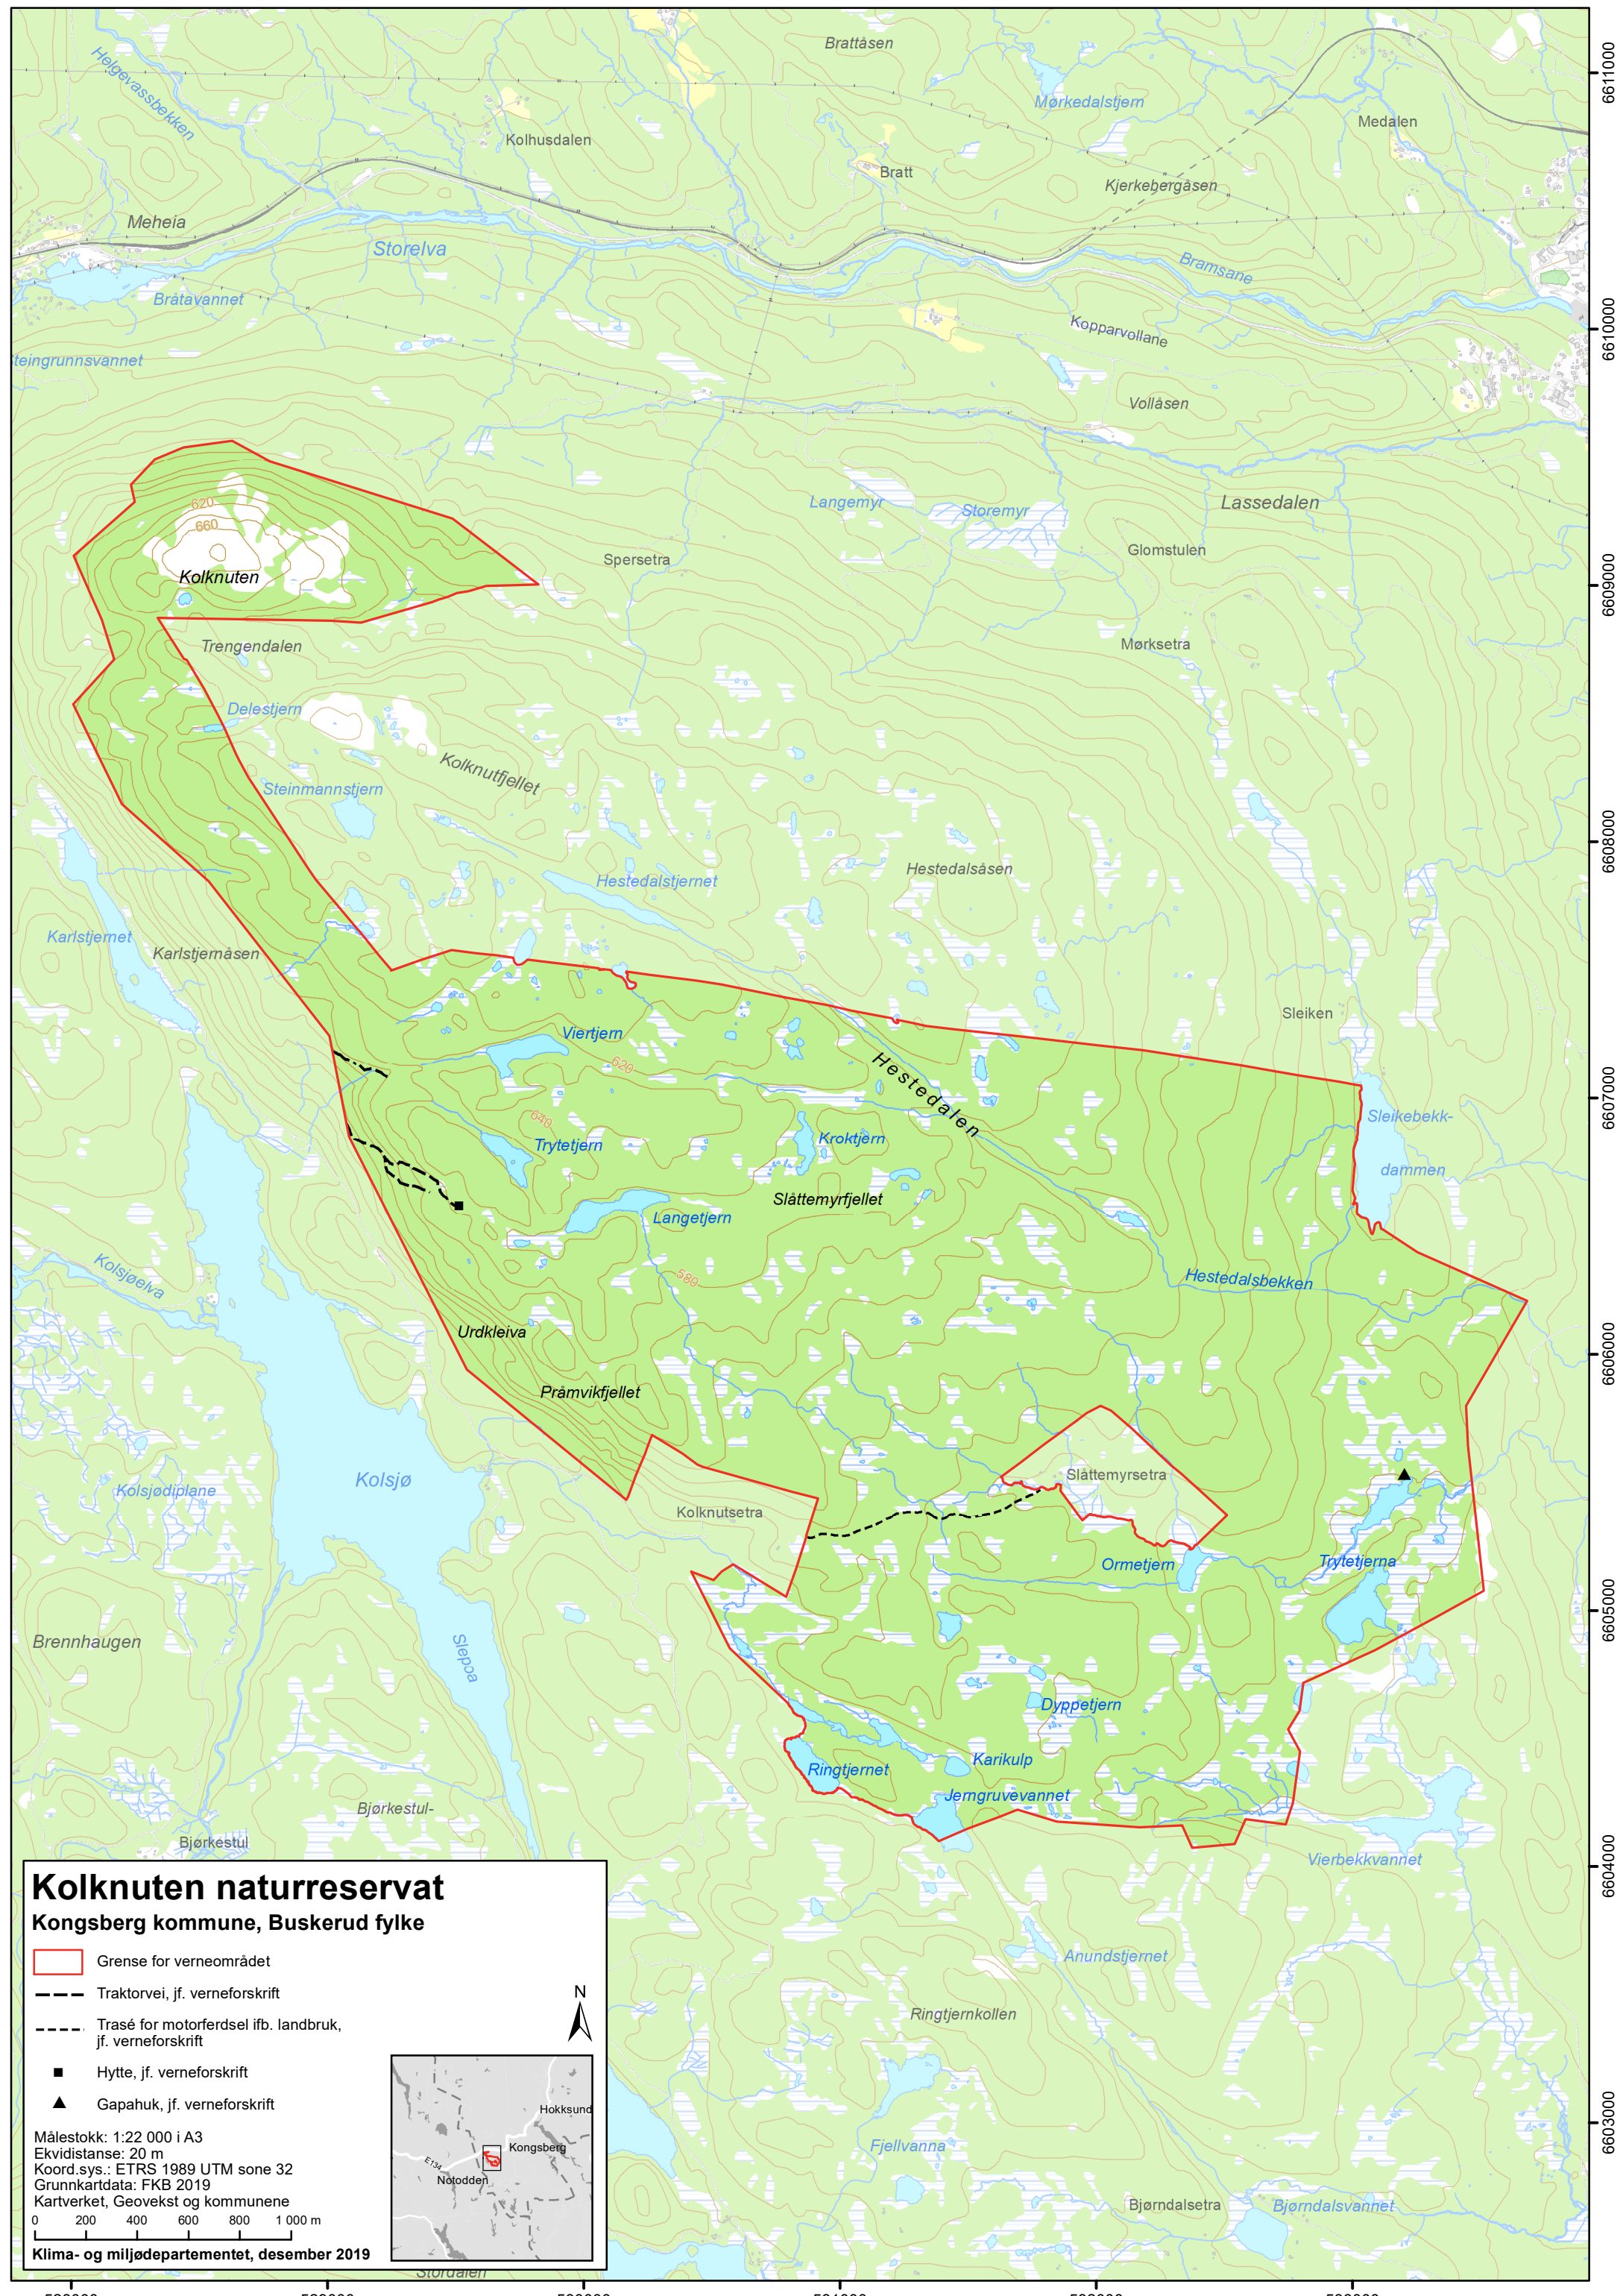 Brattåsen
6611000
Helgevassbekken
Mørkedalstjern
Medalen
Kolhusdalen
Bratt
Kjerkebergåsen
Meheia
Storelva
Bramsane
Bråtavannet
6610000
Kopparvollane
teingrunnsvannet
Vollåsen
Langemyr
Storemyr
Lassedalen
620
660
Glomstulen
Spersetra
Kolknuten
6609000
Trengendalen
Mørksetra
Delestjern
Kolknutfjellet
Steinmannstjern
6608000
Hestedalsåsen
Hestedalstjernet
Karlstjernet
Karlstjernåsen
Sleiken
Viertjern
620
Hestedalen
6607000
640
Sleikebekk-
Trytetjern
Kroktjern
dammen
Slåttemyrfjellet
Langetjern
Kolsjøelva
580
Hestedalsbekken
Urdkleiva
6606000
Pråmvikfjellet
Kolsjø
Slåttemyrsetra
Kolsjødiplane
Kolknutsetra
Ormetjern
Trytetjerna
6605000
Brennhaugen
Slepoa
Dyppetjern
Karikulp
Ringtjernet
Jerngruvevannet
Bjørkestul-
Bjørkestul
Vierbekkvannet
6604000
Anundstjernet
Ringtjernkollen
Fjellvanna
6603000
Bjørndalsetra
Bjørndalsvannet
Kolknuten naturreservat
Kongsberg kommune, Buskerud fylke
Grense for verneområdet
Traktorvei, jf. verneforskrift
N
Trasé for motorferdsel ifb. landbruk,
jf. verneforskrift
Hytte, jf. verneforskrift
Gapahuk, jf. verneforskrift
Hokksund
Kongsberg
E134
Notodden
Målestokk: 1:22 000 i A3
Ekvidistanse: 20 m
Koord.sys.: ETRS 1989 UTM sone 32
Grunnkartdata: FKB 2019
Kartverket, Geovekst og kommunene
0 200 400 600 800 1 000 m
Klima- og miljødepartementet, desember 2019
Stordalen